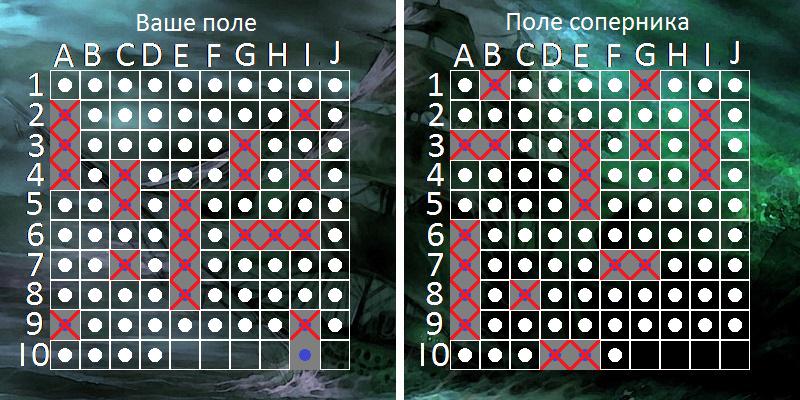 Ваше поле
Поле соперника
A B C D E F G H I J
A B C D E F G H I J
1 1
2 2
3 3
4 4
5 5
6 6
7 7
8 8
9 9
10 10